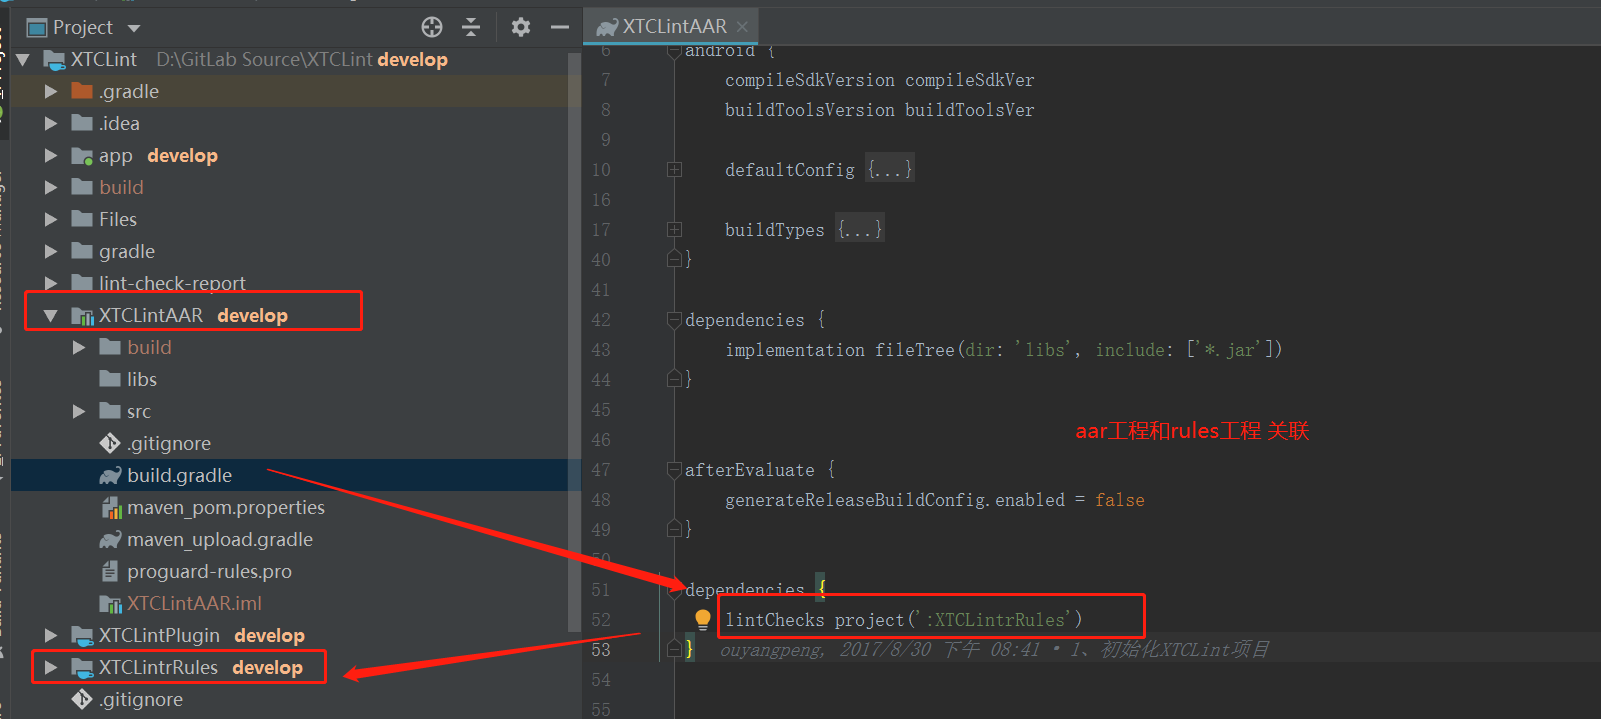 Project
XTCLint D:\GitLab Source\XTCLint develop
.gradle
.idea
app develop
build
Files
gradle
lint-check-report
XTCLintAAR develop
build
libs
src
.gitignore
build.gradle
maven_pom.properties
maven_upload.gradle
proguard-rules.pro
XTCLintAAR.iml
XTCLintPlugin develop
XTCLintrRules develop
.gitignore
XTCLintAAR
6 android {
7 compileSdkVersion compileSdkVer
8 buildToolsVersion buildToolsVer
9
10 defaultConfig {...}
16
17 buildTypes {...}
40 }
41
42 dependencies {
43 implementation fileTree(dir: 'libs', include: ['*.jar'])
44 }
45
46
aar工程和rules工程 关联
47 afterEvaluate {
48 generateReleaseBuildConfig.enabled = false
49 }
50
51 dependencies {
52 lintChecks project(':XTCLintrRules')
53 } ouyangpeng, 2017/8/30 下午 08:41 • 1、初始化XTCLint项目
54
55